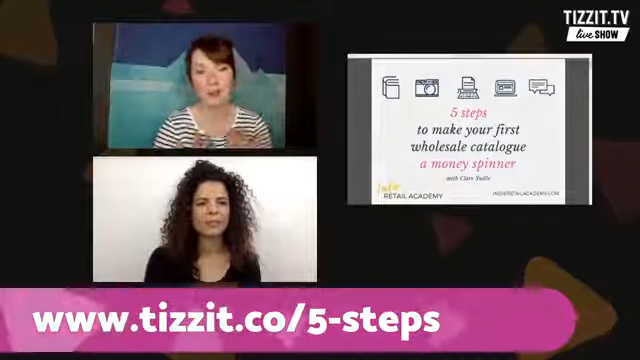 TIZZIT.TV
live SHOW
5 steps
to make your first
wholesale catalogue
a money spinner
with Clare Yuille
Indie
RETAIL ACADEMY
INDIERETAILACADEMY.COM
www.tizzit.co/5-steps